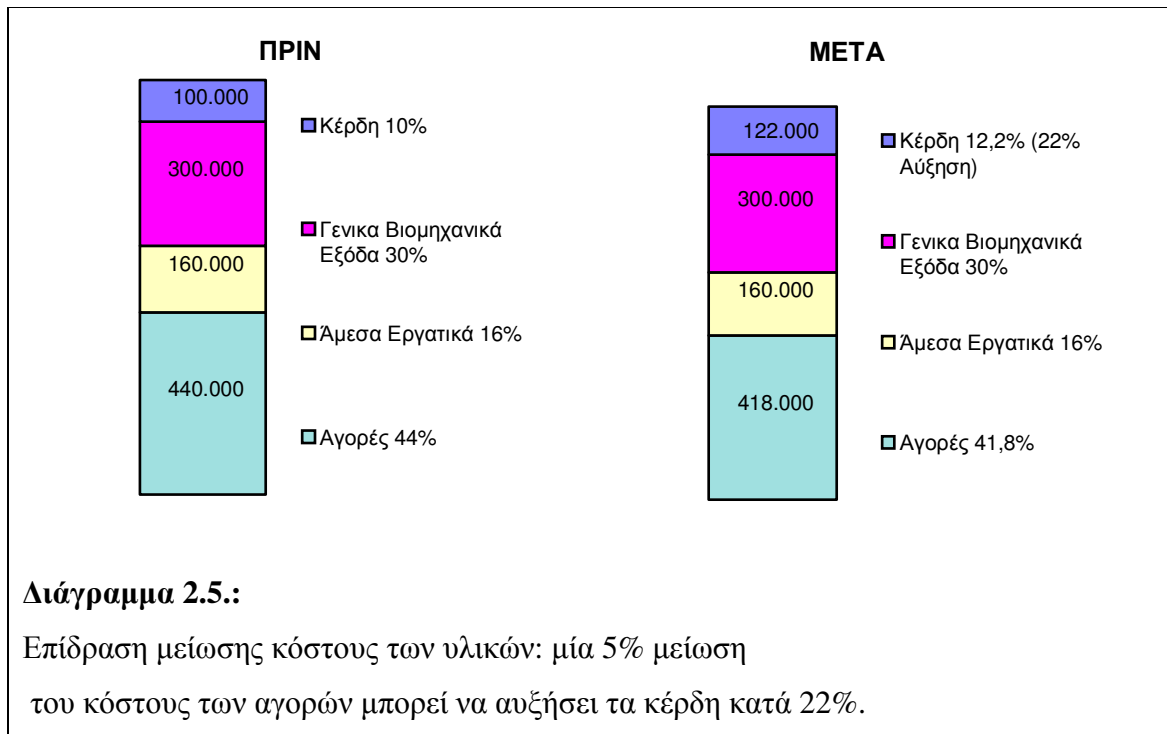 ΠΡΙΝ
100.000
300.000
160.000
440.000
Κέρδη 10%
Γενικα Βιομηχανικά
Εξόδα 30%
Άμεσα Εργατικά 16%
Αγορές 44%
ΜΕΤΑ
122.000
300.000
160.000
418.000
Κέρδη 12,2% (22%
Αύξηση)
Γενικα Βιομηχανικά
Εξόδα 30%
Άμεσα Εργατικά 16%
Αγορές 41,8%
Διάγραμμα 2.5.:
Επίδραση μείωσης κόστους των υλικών: μία 5% μείωση
του κόστους των αγορών μπορεί να αυξήσει τα κέρδη κατά 22%.